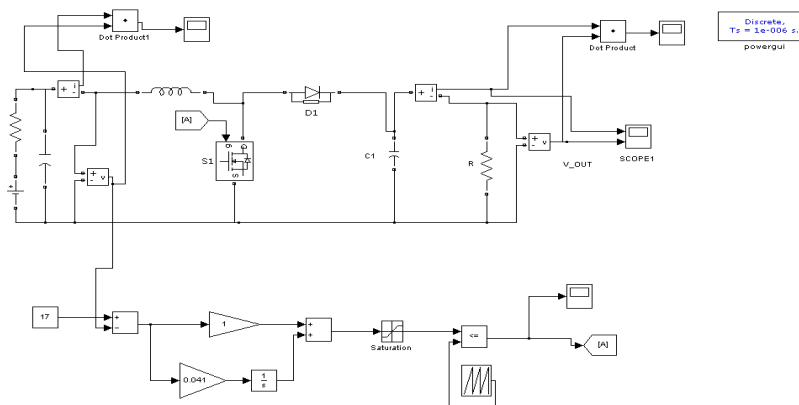 Dot Product1
Dot Product
Discrete,
Ts = 1e-006 s.
powergui
i
+
-
[A]
D1
g
D
S1
S
C1
i
+
-
R
+
-
v
V_OUT
SCOPE1
+
-
v
+
17
+
-
1
+
+
Saturation
<=
[A]
0.041
1
s